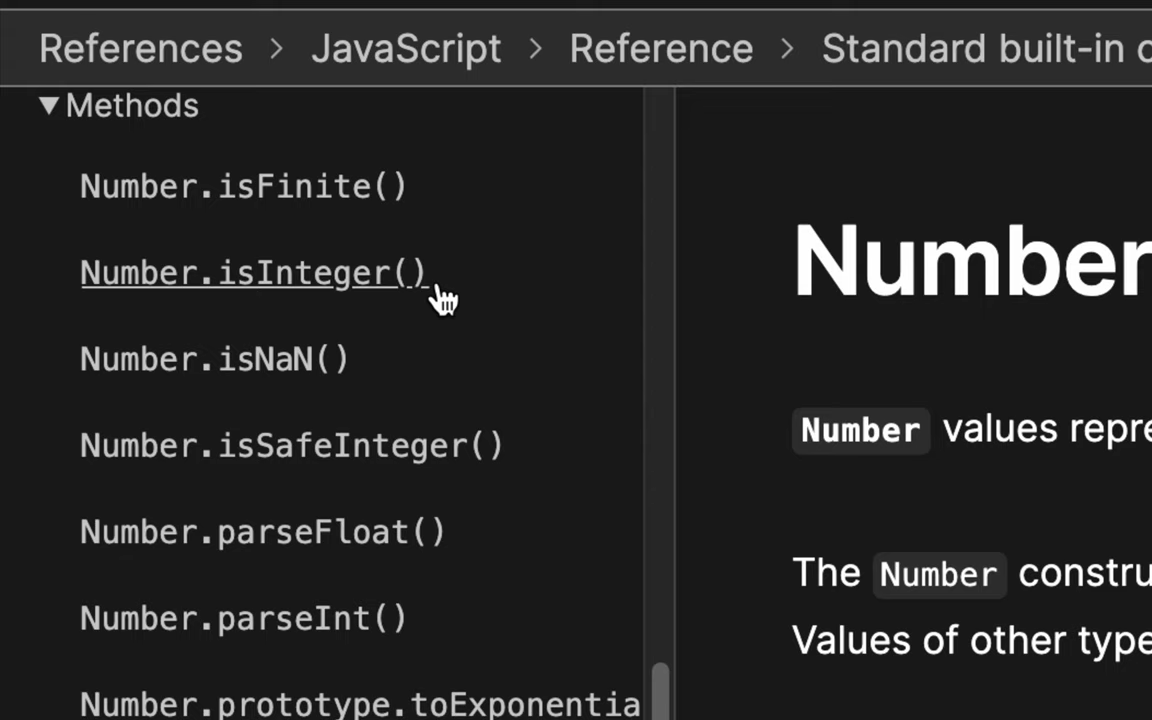 References > JavaScript > Reference > Standard built-in
▼ Methods
Number.isFinite()
Number.isInteger()
Number.isNaN()
Number.isSafeInteger()
Number.parseFloat()
Number.parseInt()
Number.prototype.toExponentia
Number
Number values repre
The Number constru
Values of other type